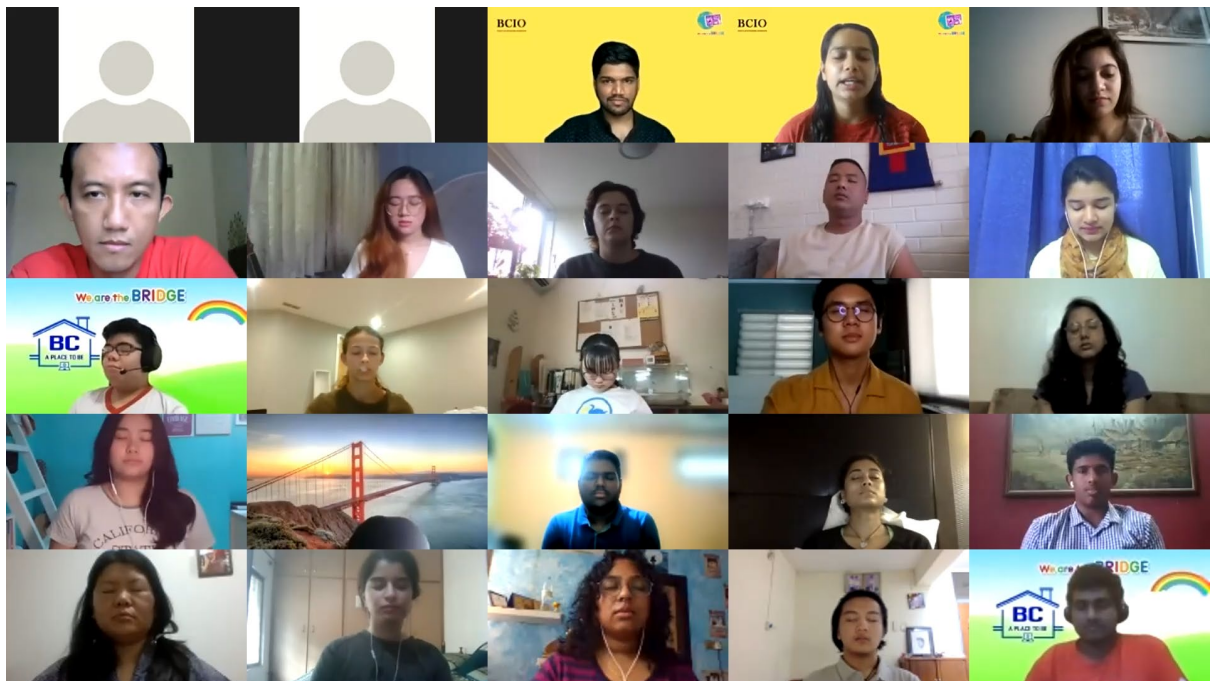 BCIO
BCIO
We are the BRIDGE
BC
A PLACE TO BE
CALIFORNIA
We are the BRIDGE
BC
A PLACE TO BE